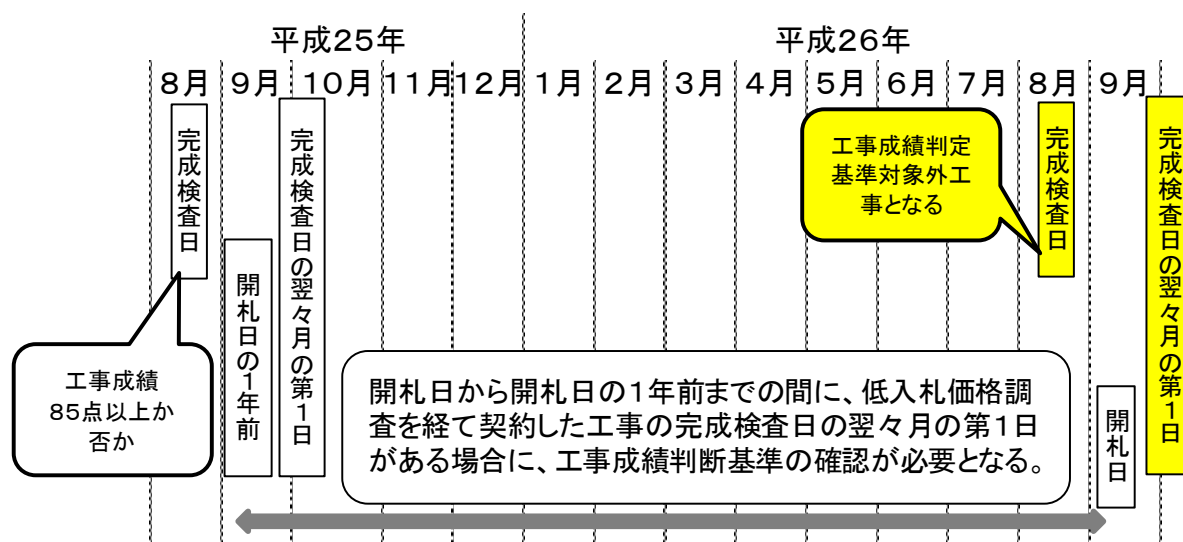 平成25年
平成26年
8月
9月
10月
11月
12月
1月
2月
3月
4月
5月
6月
7月
8月
9月
完成検査日
開札日の1年前
完成検査日の翌々月の第1日
工事成績判定
基準対象外工
事となる
完成検査日
完成検査日の翌々月の第1日
工事成績
85点以上か
否か
開札日から開札日の1年前までの間に、低入札価格調
査を経て契約した工事の完成検査日の翌々月の第1日
がある場合に、工事成績判断基準の確認が必要となる。
開札日